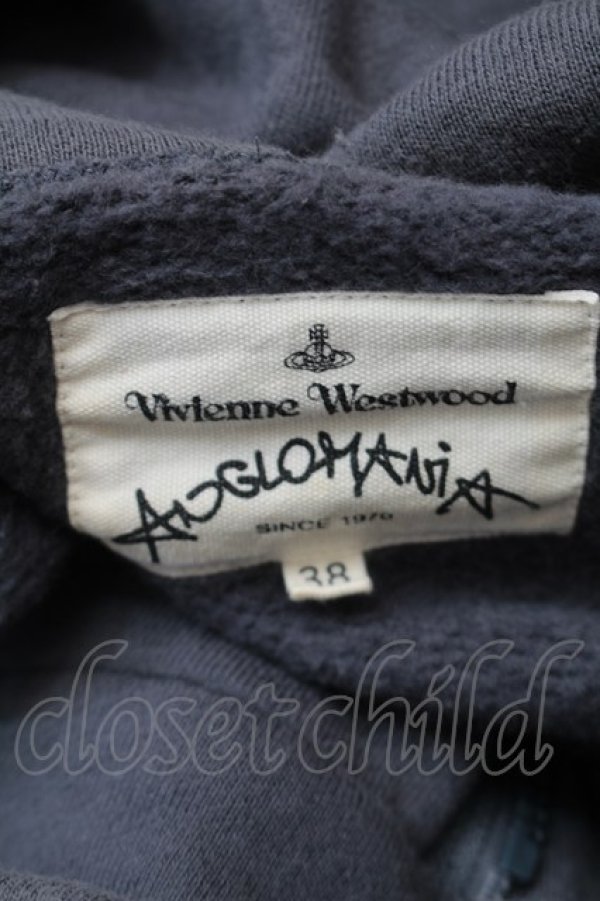 Vivienne Westwood
ANGLOMANiA
SINCE 1976
38
closetchild